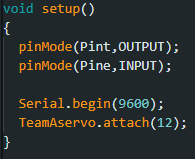 void setup()
{
pinMode(Pint,OUTPUT);
pinMode(Pine,INPUT);
Serial.begin(9600);
TeamAservo.attach(12);
}